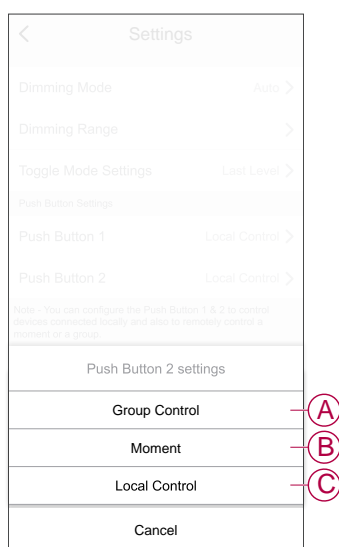 Settings
Dimming Mode Auto
Dimming Range
Toggle Mode Settings Last Level
Push Button Settings
Push Button 1 Local Control
Push Button 2 Local Control
Note - You can configure the Push Button 1 & 2 to control
devices connected locally and also to remotely control a
moment or a group.
Push Button 2 settings
Group Control A
Moment B
Local Control C
Cancel